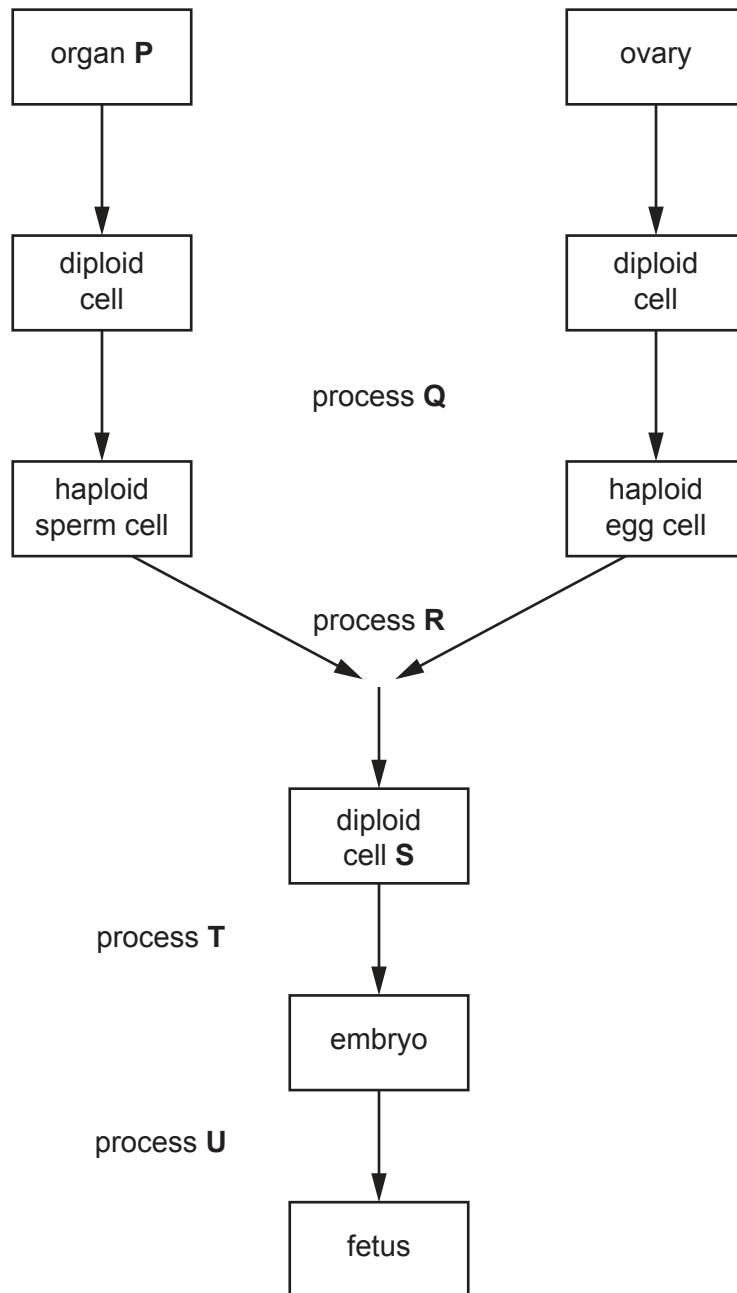 organ P
ovary
diploid
cell
diploid
cell
process Q
haploid
sperm cell
haploid
egg cell
process R
diploid
cell S
process T
embryo
process U
fetus